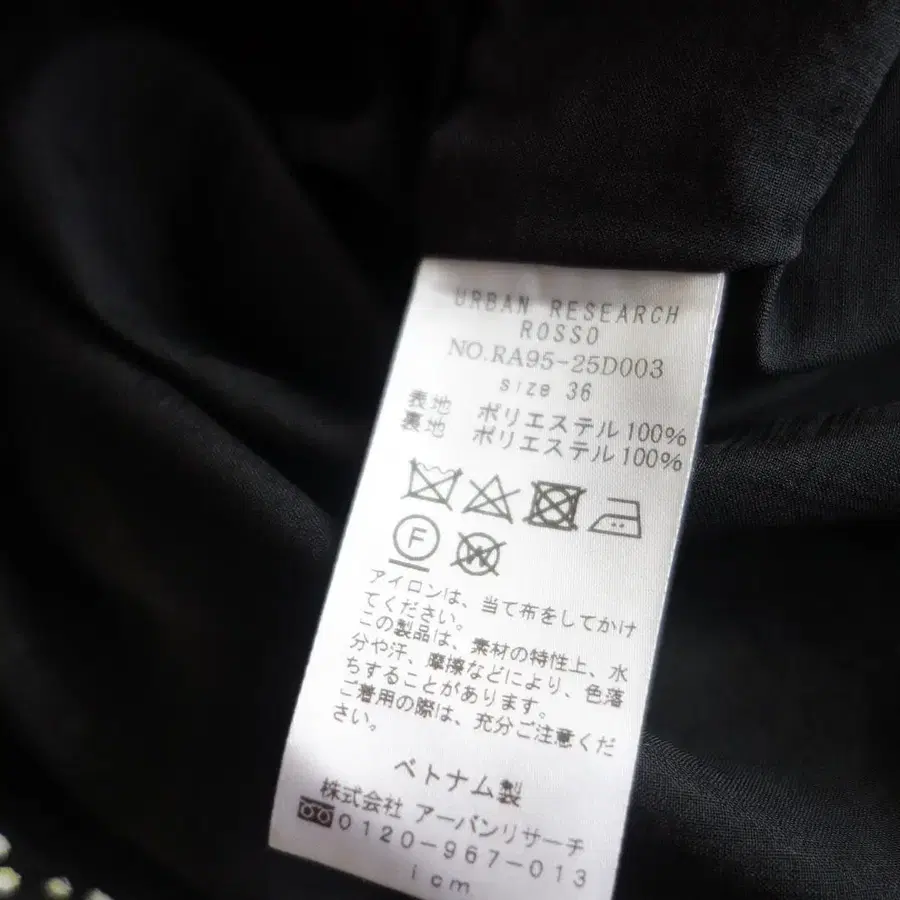 URBAN RESEARCH
ROSSO
NO.RA95-25D003
size 36
表地 ポリエステル100%
裏地 ポリエステル100%
F
W
アイロンは、当て布をしてかけ
てください。
この製品は、素材の特性上、水
分や汗、摩擦などにより、色落
ちすることがあります。
ご着用の際は、充分ご注意くだ
さい。
ベトナム製
株式会社 アーバンリサーチ
0120-967-013
icm